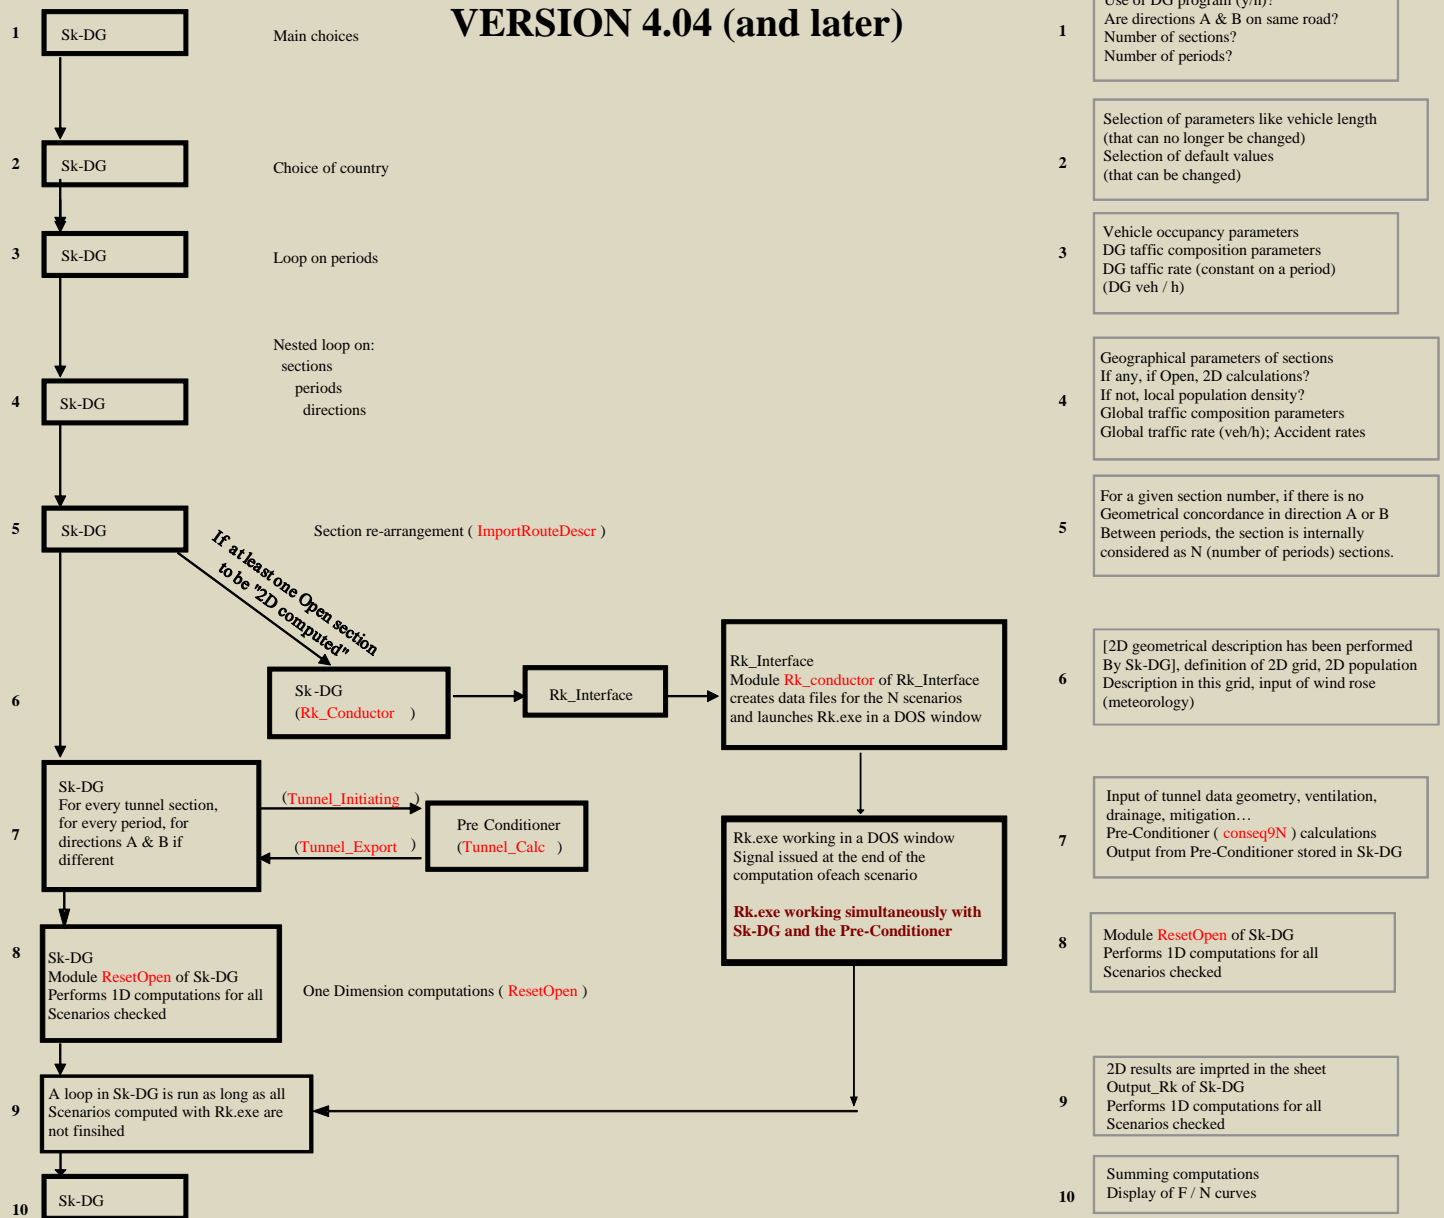 VERSION 4.04 (and later)
1
Sk-DG
Main choices
1
Use of DG program (y/n)?
Are directions A & B on same road?
Number of sections?
Number of periods?
2
Sk-DG
Choice of country
2
Selection of parameters like vehicle length
(that can no longer be changed)
Selection of default values
(that can be changed)
3
Sk-DG
Loop on periods
3
Vehicle occupancy parameters
DG taffic composition parameters
DG taffic rate (constant on a period)
(DG veh / h)
Nested loop on:
sections
periods
directions
4
Sk-DG
4
Geographical parameters of sections
If any, if Open, 2D calculations?
If not, local population density?
Global traffic composition parameters
Global traffic rate (veh/h); Accident rates
5
Sk-DG
Section re-arrangement ( ImportRouteDescr )
5
For a given section number, if there is no
Geometrical concordance in direction A or B
Between periods, the section is internally
considered as N (number of periods) sections.
If at least one Open section
to be "2D computed"
6
Sk-DG
(Rk_Conductor )
Rk_Interface
Rk_Interface
Module Rk_conductor of Rk_Interface
creates data files for the N scenarios
and launches Rk.exe in a DOS window
6
[2D geometrical description has been performed
By Sk-DG], definition of 2D grid, 2D population
Description in this grid, input of wind rose
(meteorology)
7
Sk-DG
For every tunnel section,
for every period, for
directions A & B if
different
(Tunnel_Initiating )
(Tunnel_Export )
Pre Conditioner
(Tunnel_Calc )
Rk.exe working in a DOS window
Signal issued at the end of the
computation ofeach scenario
Rk.exe working simultaneously with
Sk-DG and the Pre-Conditioner
7
Input of tunnel data geometry, ventilation,
drainage, mitigation…
Pre-Conditioner ( conseq9N ) calculations
Output from Pre-Conditioner stored in Sk-DG
8
Sk-DG
Module ResetOpen of Sk-DG
Performs 1D computations for all
Scenarios checked
One Dimension computations ( ResetOpen )
8
Module ResetOpen of Sk-DG
Performs 1D computations for all
Scenarios checked
9
A loop in Sk-DG is run as long as all
Scenarios computed with Rk.exe are
not finsihed
9
2D results are imprted in the sheet
Output_Rk of Sk-DG
Performs 1D computations for all
Scenarios checked
10
Sk-DG
10
Summing computations
Display of F / N curves